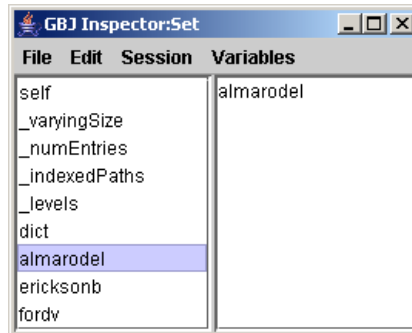 GBJ Inspector:Set
File Edit Session Variables
self
_varyingSize
_numEntries
_indexedPaths
_levels
dict
almarodel
ericksonb
fordv
almarodel